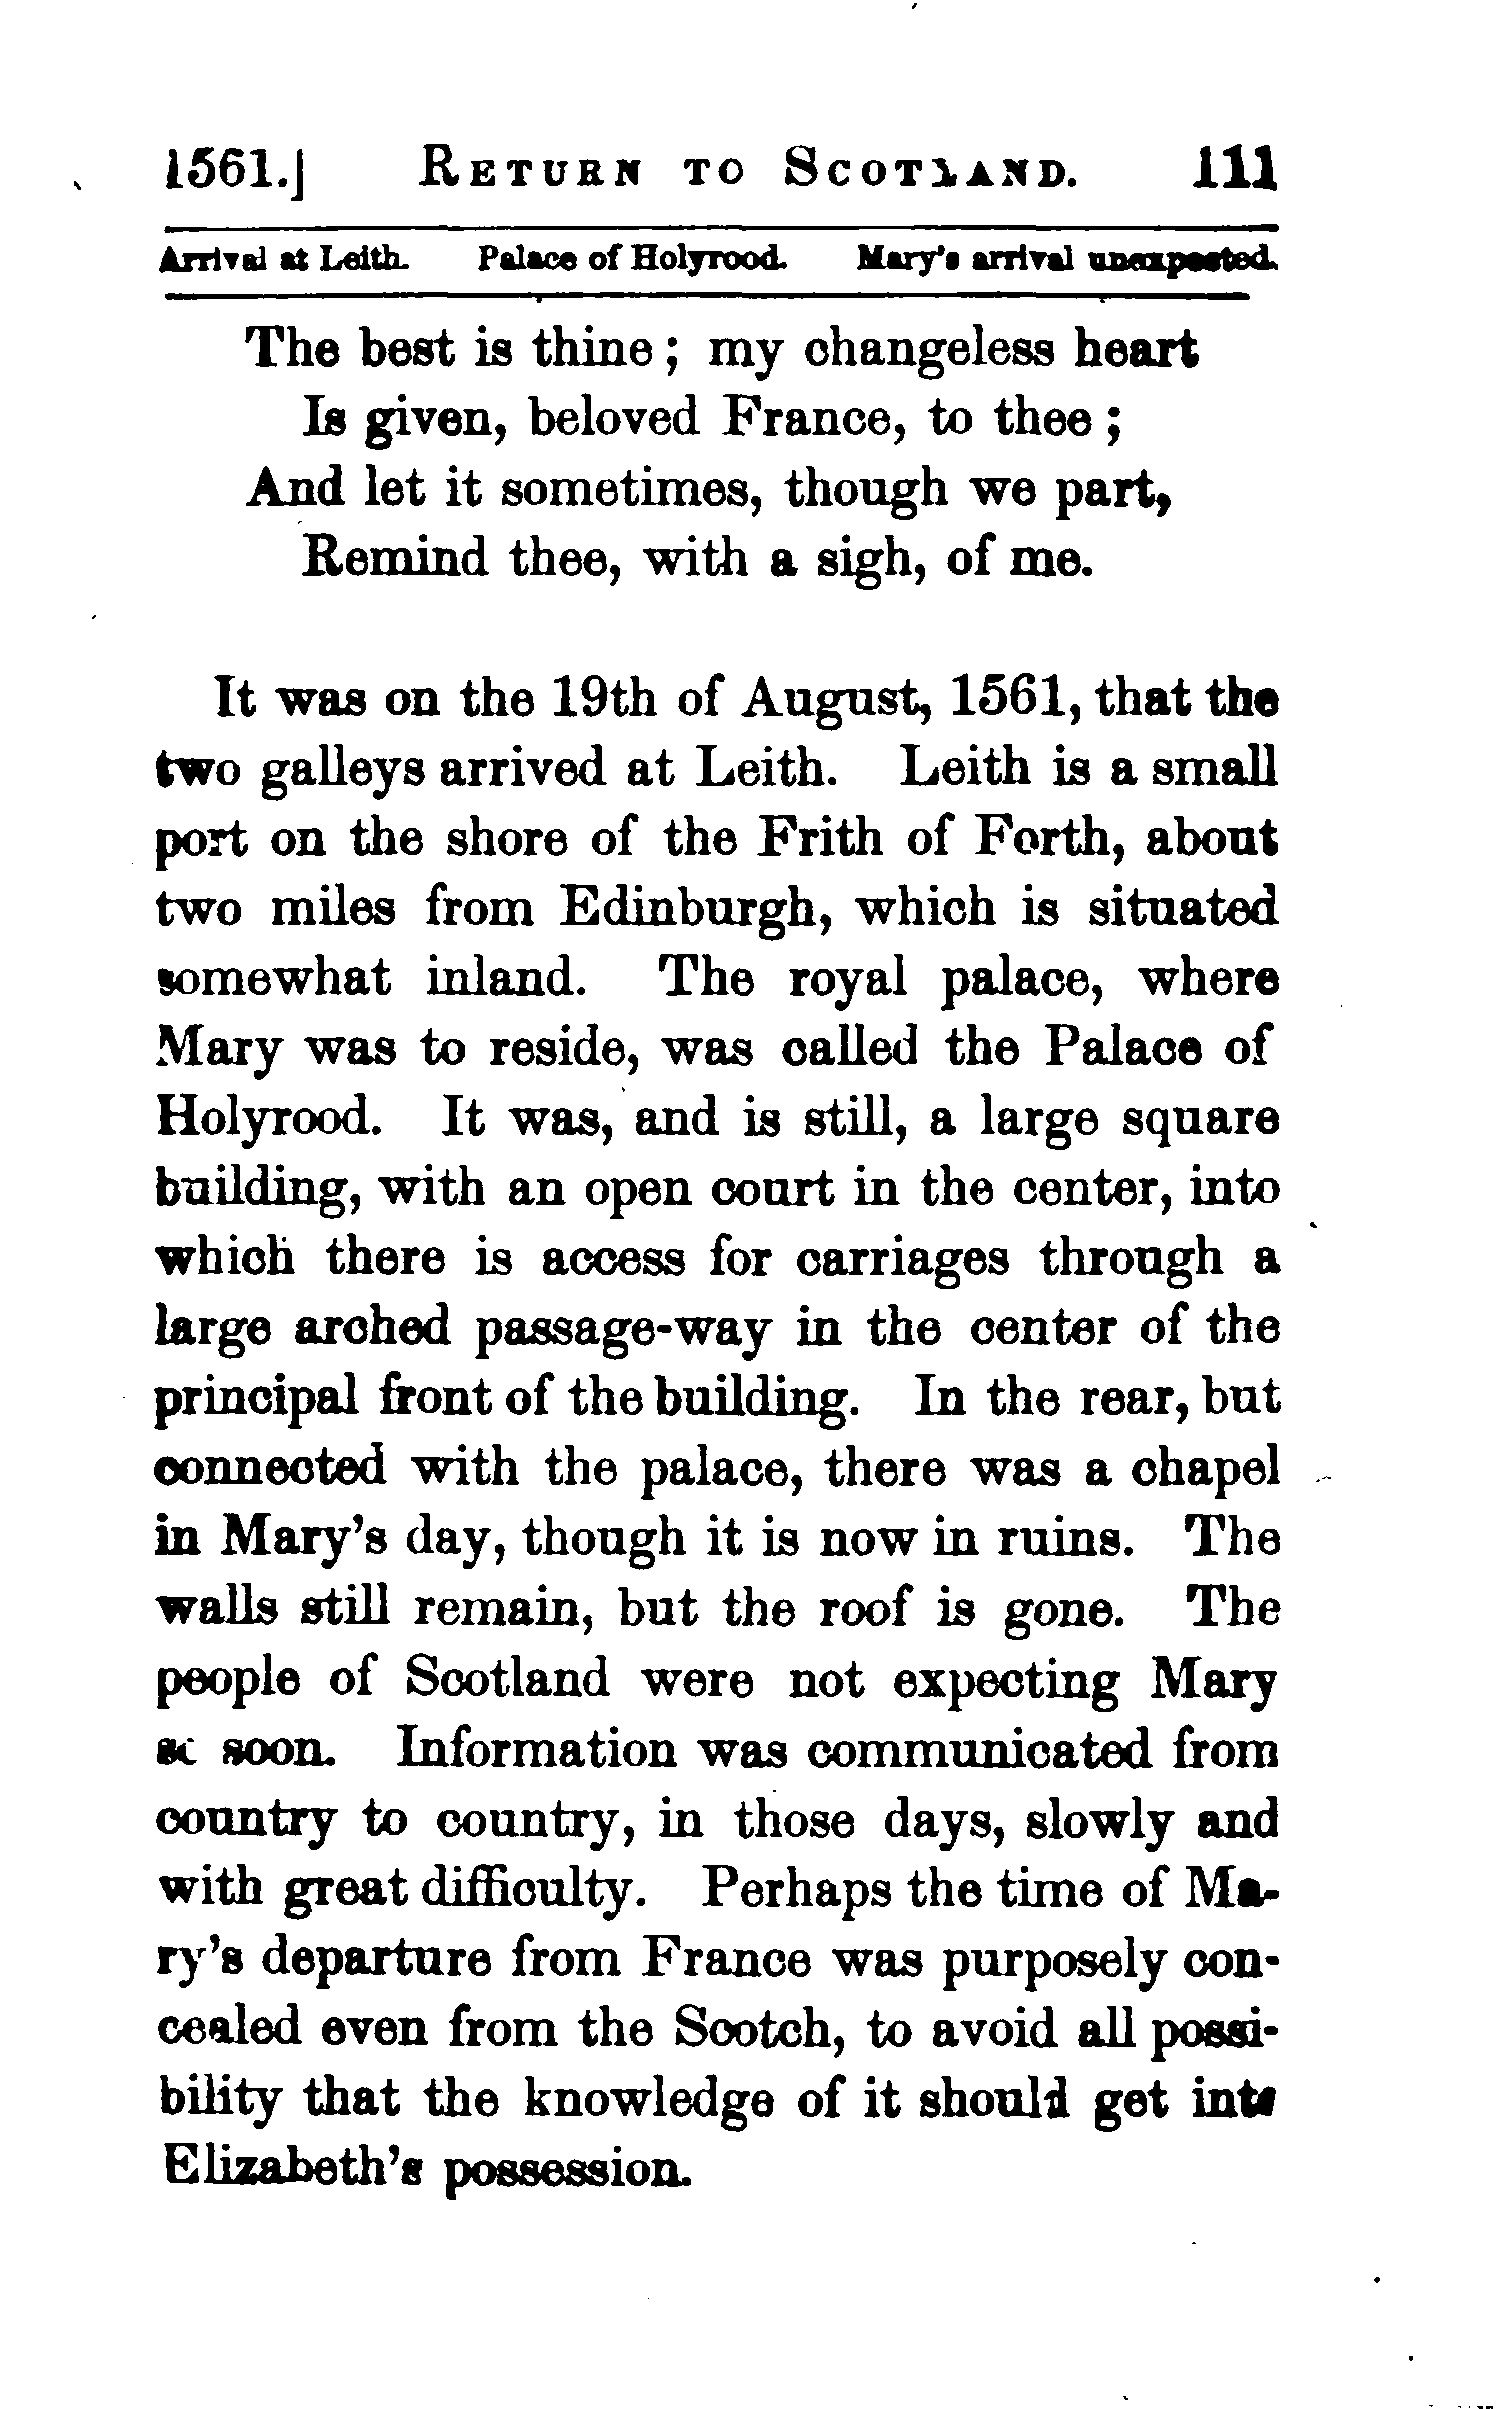 1561.] RETURN TO SCOTLAND. 111
Arrival at Leith. Palace of Holyrood. Mary's arrival unexpected.
The best is thine; my changeless heart
Is given, beloved France, to thee;
And let it sometimes, though we part,
Remind thee, with a sigh, of me.
It was on the 19th of August, 1561, that the
two galleys arrived at Leith. Leith is a small
port on the shore of the Frith of Forth, about
two miles from Edinburgh, which is situated
somewhat inland. The royal palace, where
Mary was to reside, was called the Palace of
Holyrood. It was, and is still, a large square
building, with an open court in the center, into
which there is access for carriages through a
large arched passage-way in the center of the
principal front of the building. In the rear, but
connected with the palace, there was a chapel
in Mary's day, though it is now in ruins. The
walls still remain, but the roof is gone. The
people of Scotland were not expecting Mary
so soon. Information was communicated from
country to country, in those days, slowly and
with great difficulty. Perhaps the time of Ma-
ry's departure from France was purposely con-
cealed even from the Scotch, to avoid all possi-
bility that the knowledge of it should get into
Elizabeth's possession.